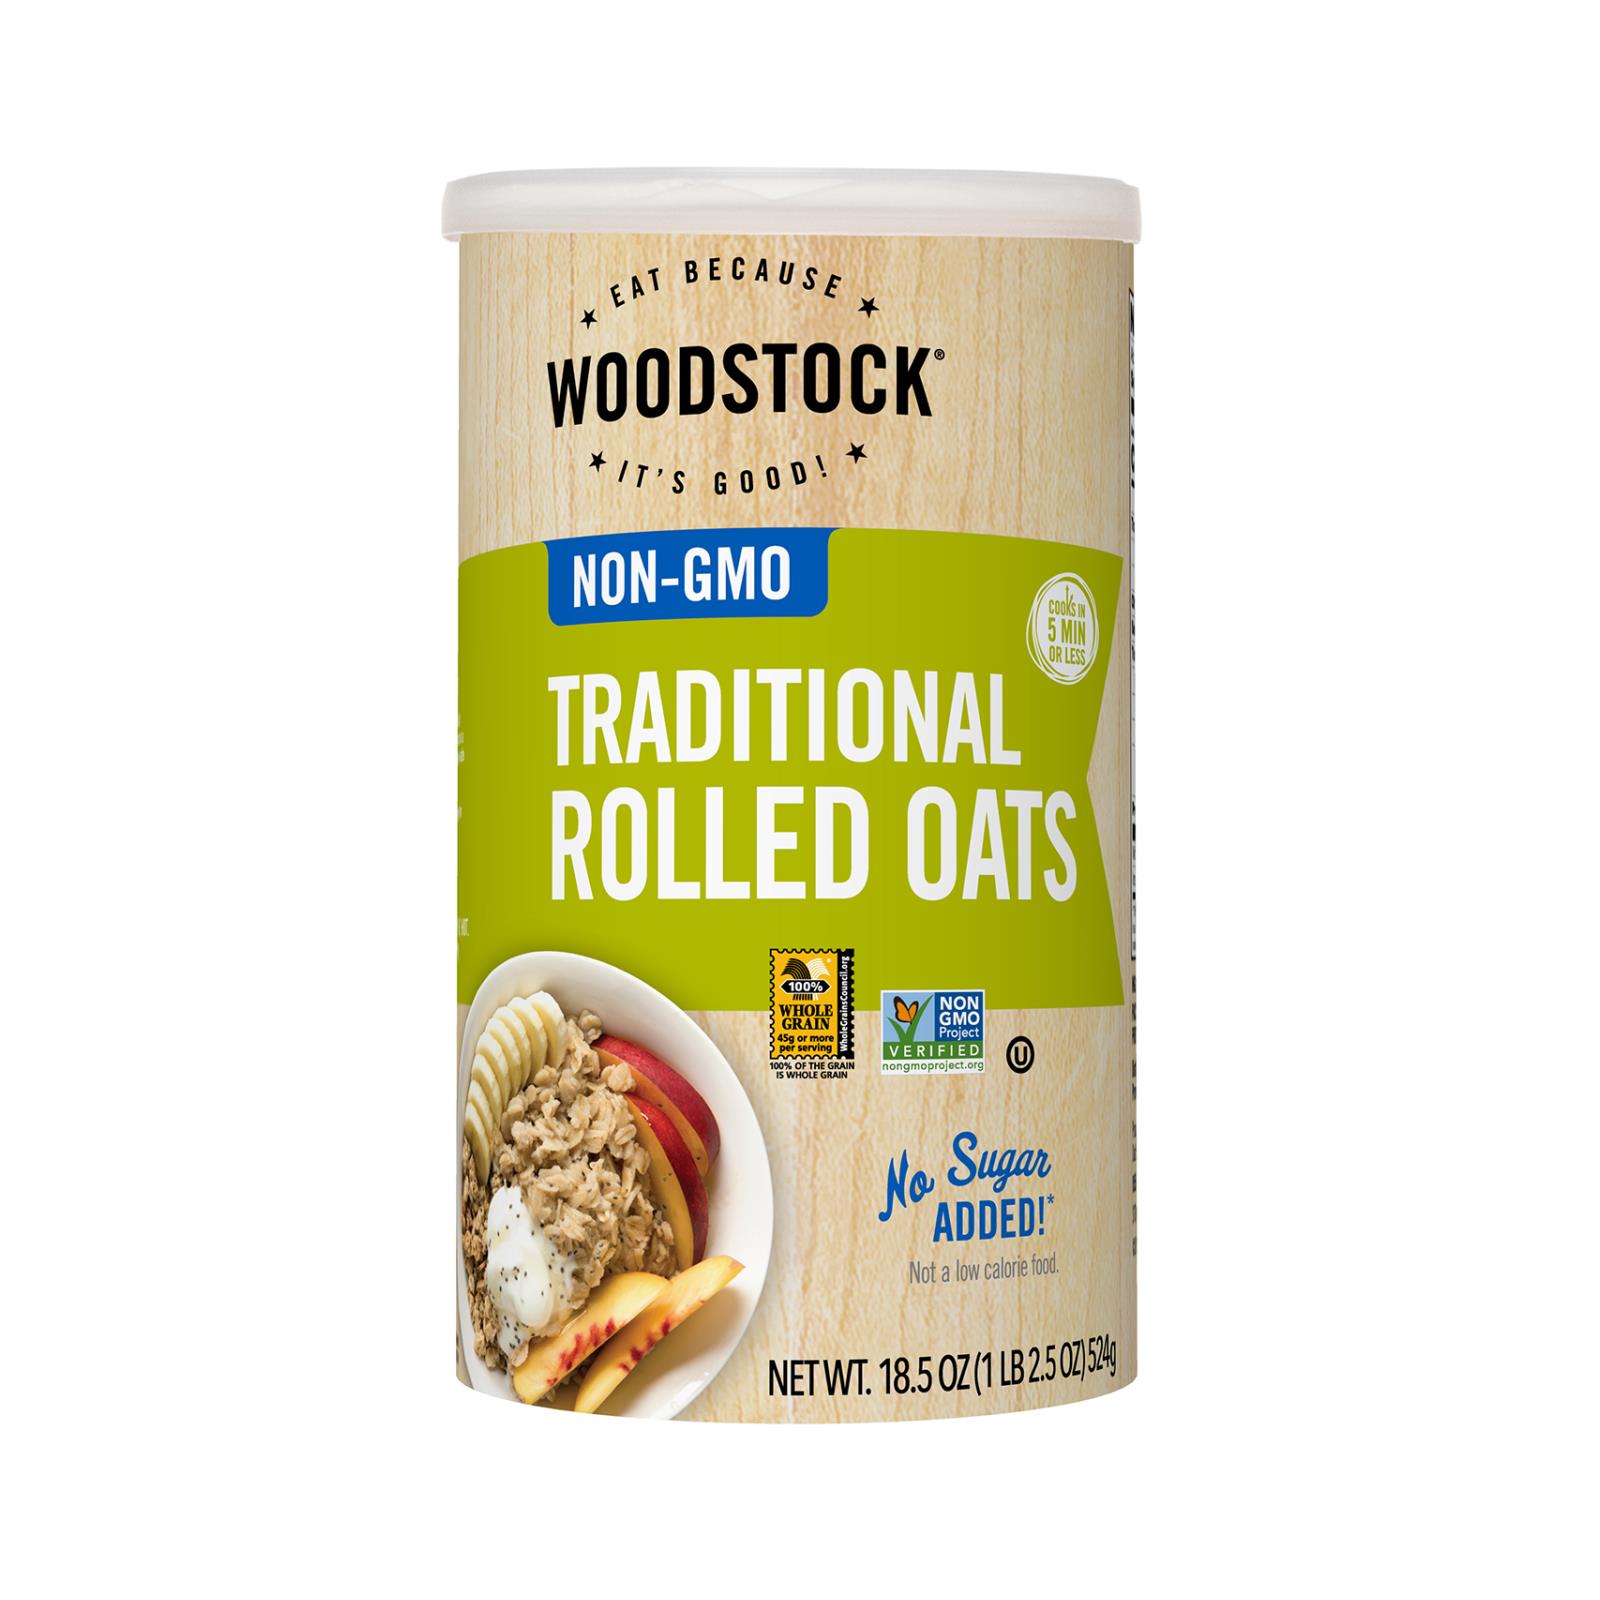 EAT BECAUSE
WOODSTOCK®
IT'S GOOD!
NON-GMO
COOKS IN
5 MIN
OR LESS
TRADITIONAL
ROLLED OATS
100%
WHOLE
GRAIN
45g or more
per serving
WholeGrainsCouncil.org
100% OF THE GRAIN
IS WHOLE GRAIN
NON
GMO
Project
VERIFIED
nongmoproject.org
U
No Sugar
ADDED!*
Not a low calorie food.
NET WT. 18.5 OZ (1 LB 2.5 OZ) 524g